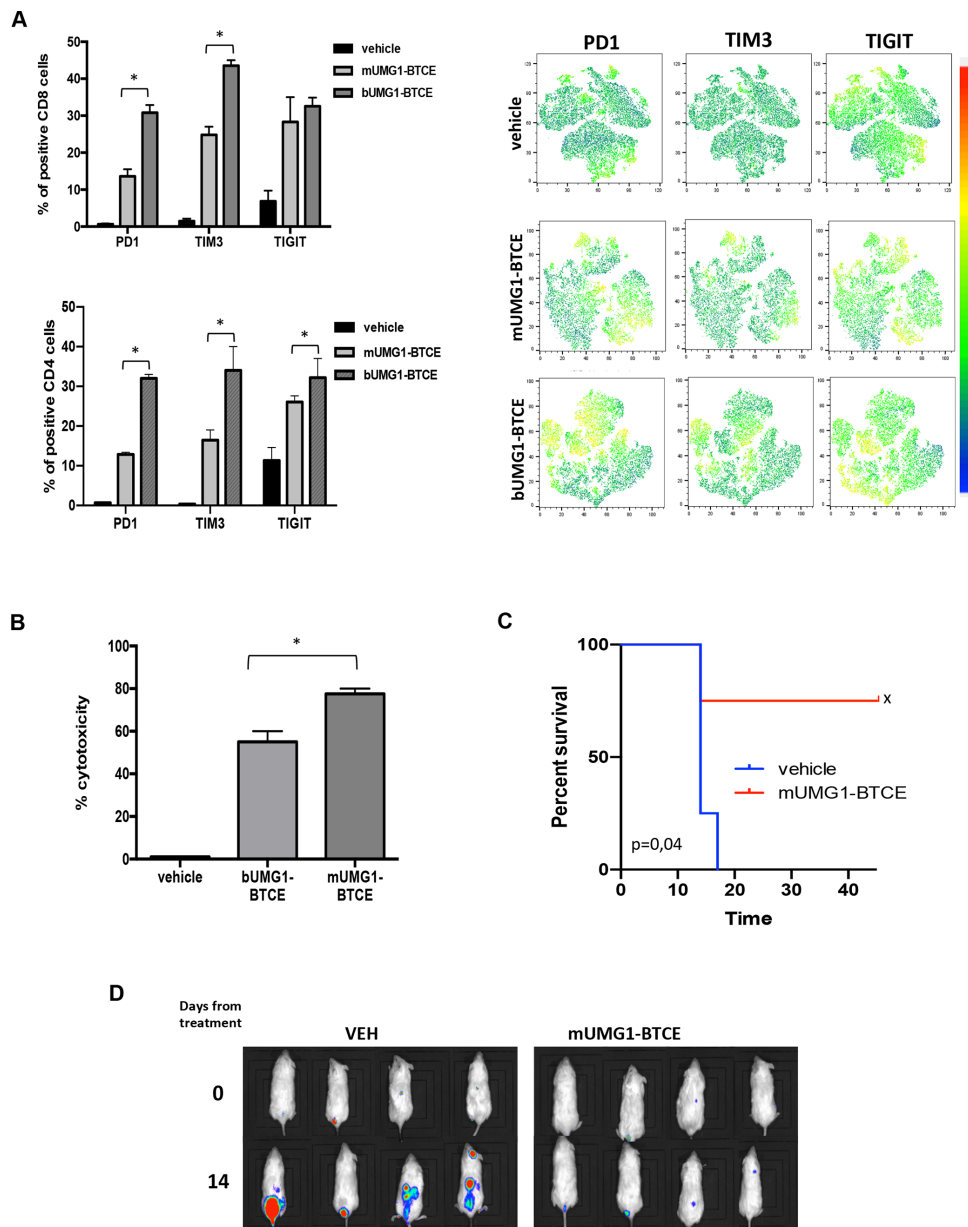 A
50
40
30
20
10
0
% of positive CD8 cells
*
*
vehicle
mUMG1-BTCE
bUMG1-BTCE
PD1
TIM3
TIGIT
50
40
30
20
10
0
% of positive CD4 cells
*
*
*
vehicle
mUMG1-BTCE
bUMG1-BTCE
PD1
TIM3
TIGIT
PD1
TIM3
TIGIT
vehicle
mUMG1-BTCE
bUMG1-BTCE
B
100
80
60
40
20
0
% cytotoxicity
*
vehicle
bUMG1-
BTCE
mUMG1-
BTCE
C
100
50
0
Percent survival
x
vehicle
mUMG1-BTCE
p=0,04
0
10
20
30
40
Time
D
Days from
treatment
VEH
mUMG1-BTCE
0
14